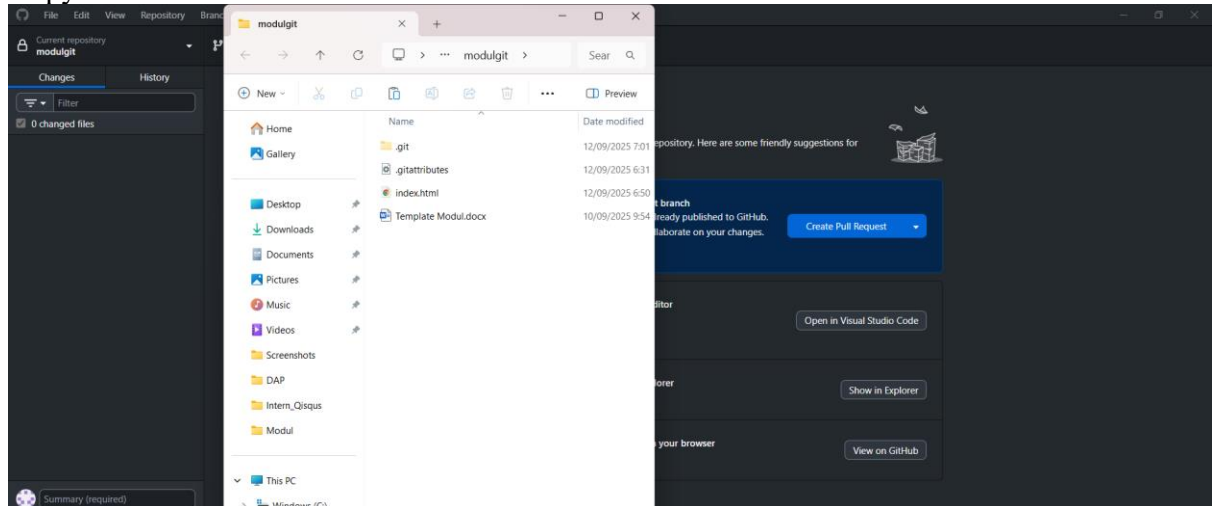 File Edit View Repository Branc
Current repository
modulgit
Changes History
Filter
0 changed files
Summary (required)
modulgit
modulgit
Sear
New
Preview
Name Date modified
Home
Gallery
Desktop
Downloads
Documents
Pictures
Music
Videos
Screenshots
DAP
Intern_Qisqus
Modul
This PC
Windows (C:)
.git 12/09/2025 7:01
.gitattributes 12/09/2025 6:31
index.html 12/09/2025 6:50
Template Modul.docx 10/09/2025 9:54
epository. Here are some friendly suggestions for
t branch
ready published to GitHub.
llaborate on your changes.
Create Pull Request
ditor
Open in Visual Studio Code
lorer
Show in Explorer
your browser
View on GitHub